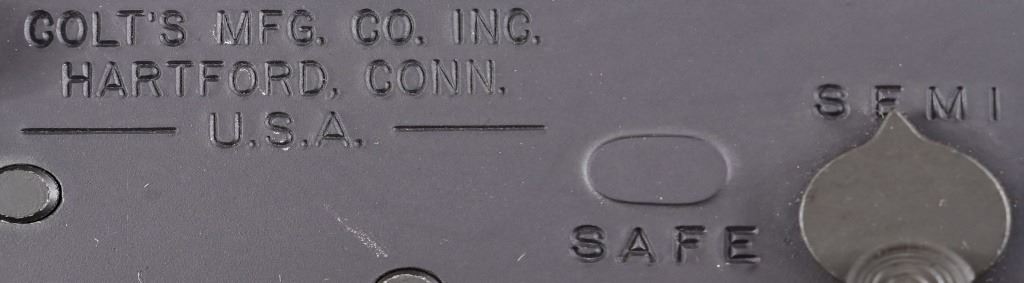 COLT'S MFG. CO. INC.
HARTFORD, CONN.
U.S.A.
SEMI
SAFE